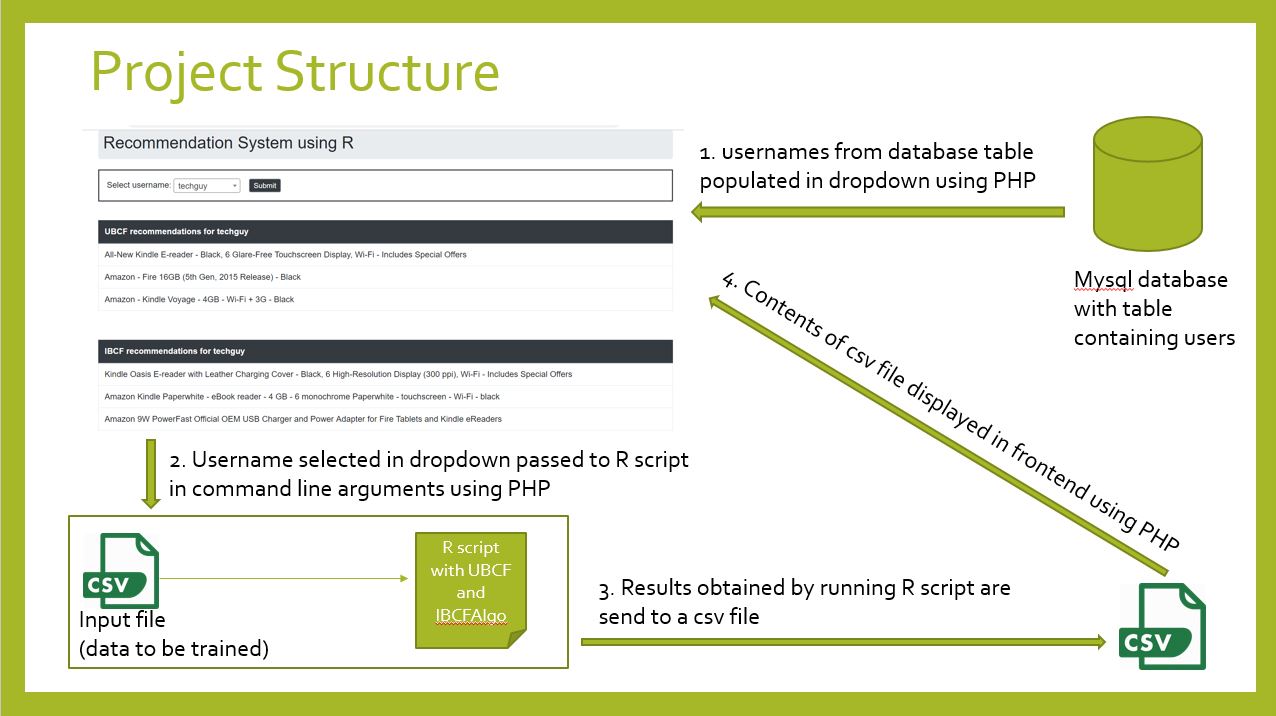 Project Structure
Recommendation System using R
Select username: techguy Submit
UBCF recommendations for techguy
All-New Kindle E-reader - Black, 6 Glare-Free Touchscreen Display, Wi-Fi - Includes Special Offers
Amazon - Fire 16GB (5th Gen, 2015 Release) - Black
Amazon - Kindle Voyage - 4GB - Wi-Fi + 3G - Black
IBCF recommendations for techguy
Kindle Oasis E-reader with Leather Charging Cover - Black, 6 High-Resolution Display (300 ppi), Wi-Fi - Includes Special Offers
Amazon Kindle Paperwhite - eBook reader - 4 GB - 6 monochrome Paperwhite - touchscreen - Wi-Fi - black
Amazon 9W PowerFast Official OEM USB Charger and Power Adapter for Fire Tablets and Kindle eReaders
1. usernames from database table
populated in dropdown using PHP
Mysql database
with table
containing users
2. Username selected in dropdown passed to R script
in command line arguments using PHP
CSV
Input file
(data to be trained)
R script
with UBCF
and
IBCFAlgo
3. Results obtained by running R script are
send to a csv file
CSV
4. Contents of csv file displayed in frontend using PHP